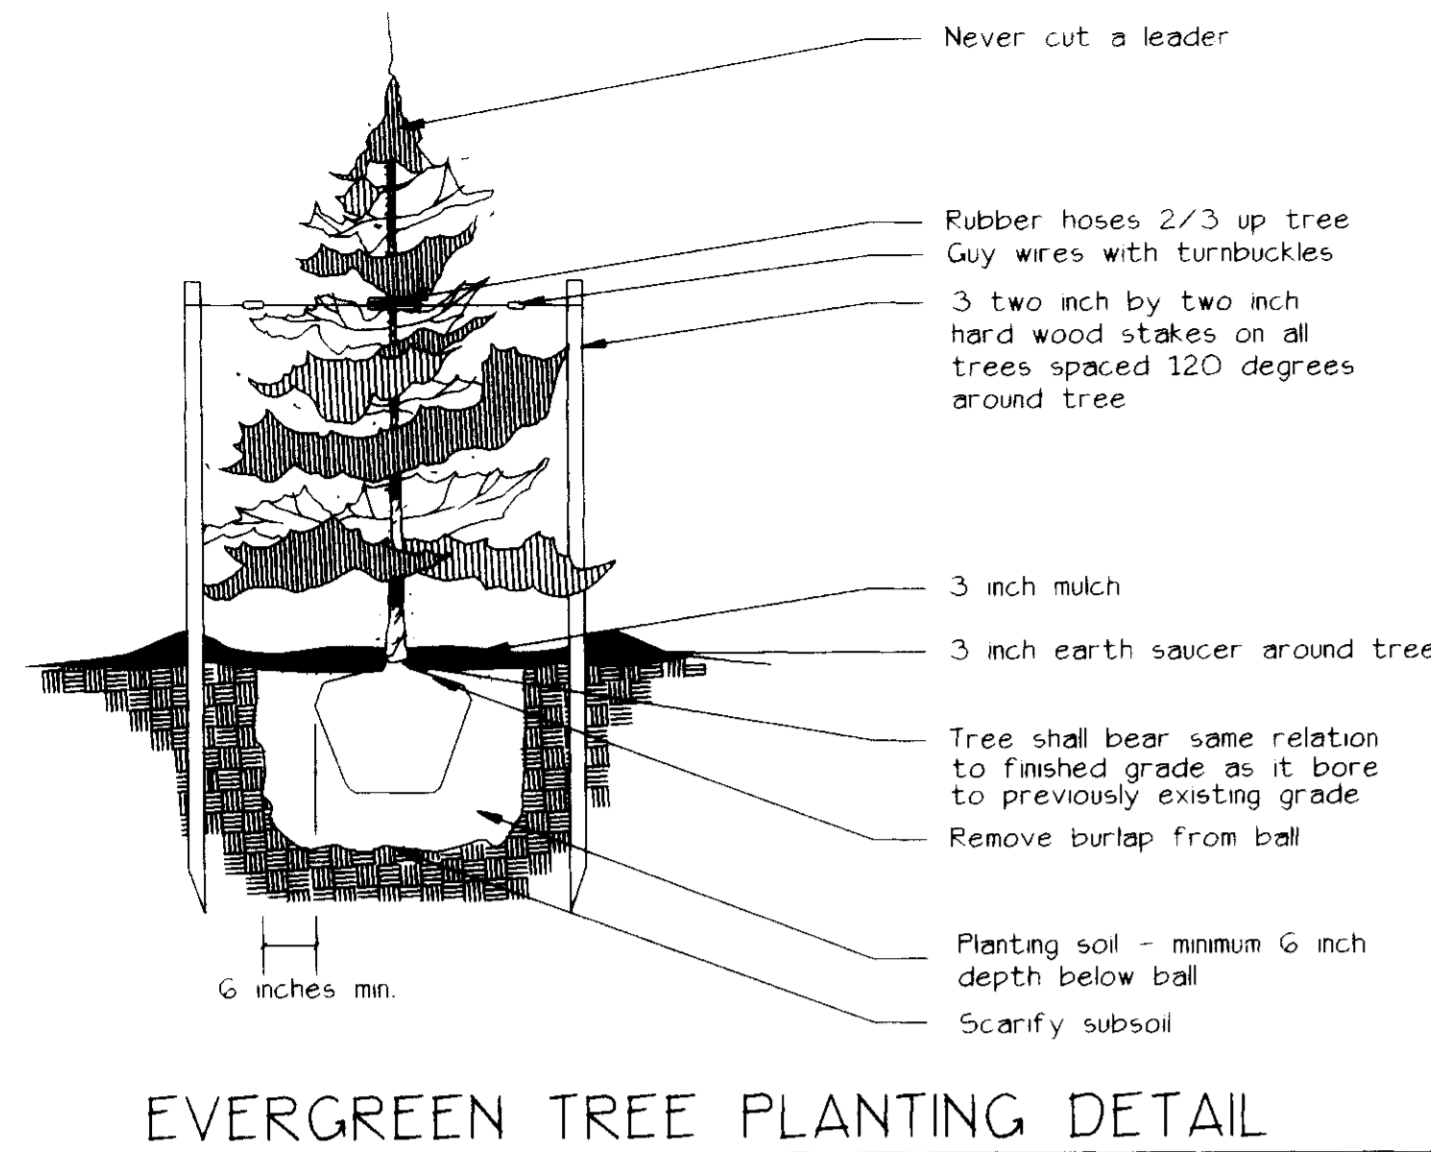 Never cut a leader
Rubber hoses 2/3 up tree
Guy wires with turnbuckles
3 two inch by two inch
hard wood stakes on all
trees spaced 120 degrees
around tree
3 inch mulch
3 inch earth saucer around tree
Tree shall bear same relation
to finished grade as it bore
to previously existing grade
Remove burlap from ball
Planting soil - minimum 6 inch
depth below ball
6 inches min.
Scarify subsoil
EVERGREEN TREE PLANTING DETAIL